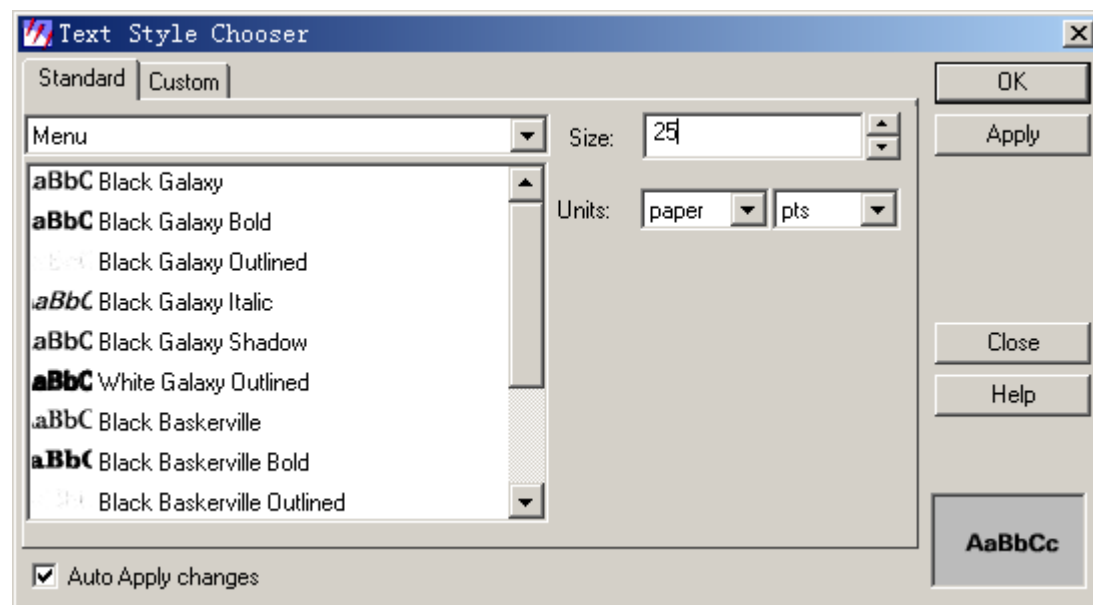 Text Style Chooser
Standard Custom
OK
Menu
Size: 25
Apply
aBbC Black Galaxy
aBbC Black Galaxy Bold
Units: paper pts
Black Galaxy Outlined
aBbC Black Galaxy Italic
aBbC Black Galaxy Shadow
Close
aBbC White Galaxy Outlined
Help
aBbC Black Baskerville
aBbC Black Baskerville Bold
Black Baskerville Outlined
AaBbCc
Auto Apply changes